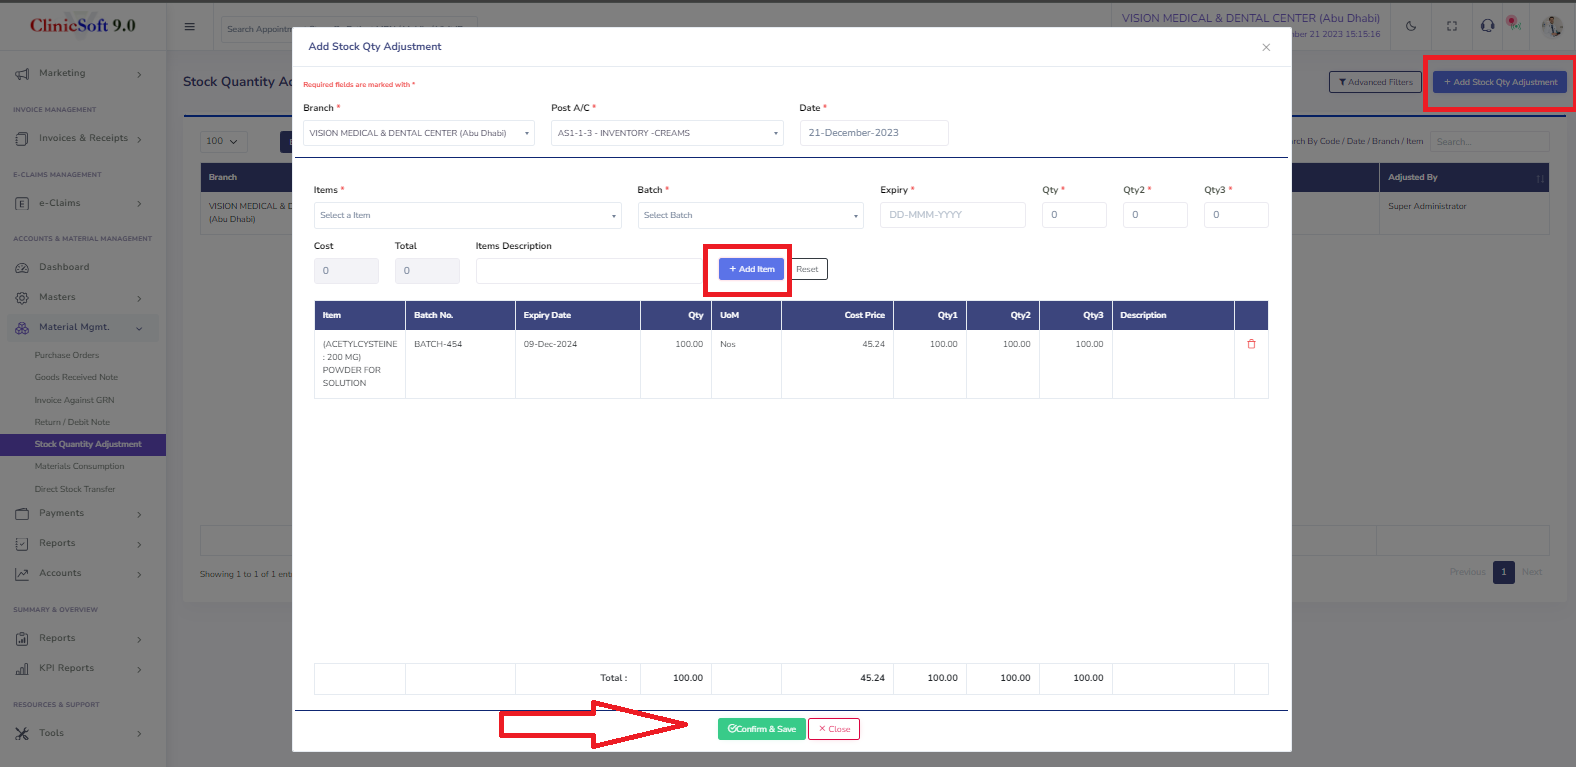 ClinicSoft 9.0
Search Appointm
VISION MEDICAL & DENTAL CENTER (Abu Dhabi)
ber 21 2023 15:15:16
Marketing
INVOICE MANAGEMENT
Invoices & Receipts
E-CLAIMS MANAGEMENT
e-Claims
ACCOUNTS & MATERIAL MANAGEMENT
Dashboard
Masters
Material Mgmt.
Purchase Orders
Goods Received Note
Invoice Against GRN
Return / Debit Note
Stock Quantity Adjustment
Materials Consumption
Direct Stock Transfer
Payments
Reports
Accounts
SUMMARY & OVERVIEW
Reports
KPI Reports
RESOURCES & SUPPORT
Tools
Stock Quantity Ad
Advanced Filters
+ Add Stock Qty Adjustment
100
E
rch By Code / Date / Branch / Item
Search...
Branch
Adjusted By
VISION MEDICAL & D
(Abu Dhabi)
Super Administrator
Showing 1 to 1 of 1 ent
Previous 1 Next
Add Stock Qty Adjustment
×
Required fields are marked with *
Branch * Post A/C * Date *
VISION MEDICAL & DENTAL CENTER (Abu Dhabi) AS1-1-3 - INVENTORY -CREAMS 21-December-2023
Items * Batch * Expiry * Qty * Qty2 * Qty3 *
Select a Item Select Batch DD-MMM-YYYY 0 0 0
Cost Total Items Description
0 0 + Add Item Reset
Item Batch No. Expiry Date Qty UoM Cost Price Qty1 Qty2 Qty3 Description
(ACETYLCYSTEINE BATCH-454 09-Dec-2024 100.00 Nos 45.24 100.00 100.00 100.00
: 200 MG)
POWDER FOR
SOLUTION
Total : 100.00 45.24 100.00 100.00 100.00
Confirm & Save × Close